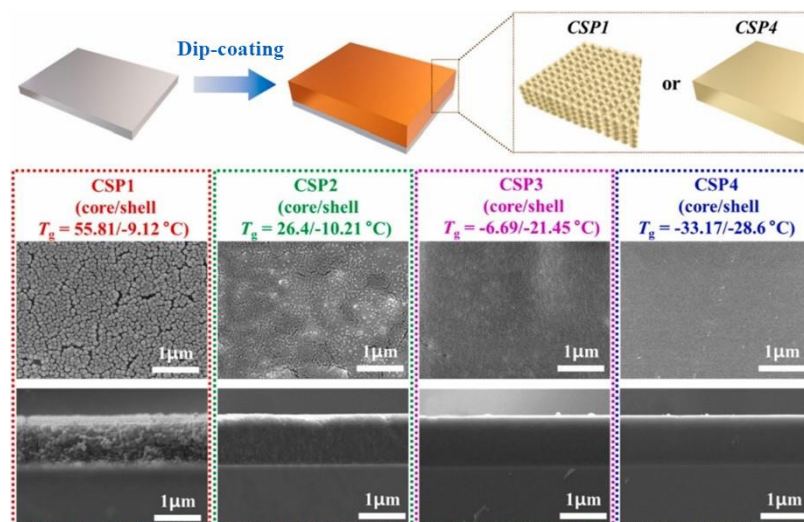 Dip-coating
CSP1
or
CSP4
CSP1
(core/shell
Tg = 55.81/-9.12 °C)
CSP2
(core/shell
Tg = 26.4/-10.21 °C)
CSP3
(core/shell
Tg = -6.69/-21.45 °C)
CSP4
(core/shell
Tg = -33.17/-28.6 °C)
1μm
1μm
1μm
1μm
1μm
1μm
1μm
1μm